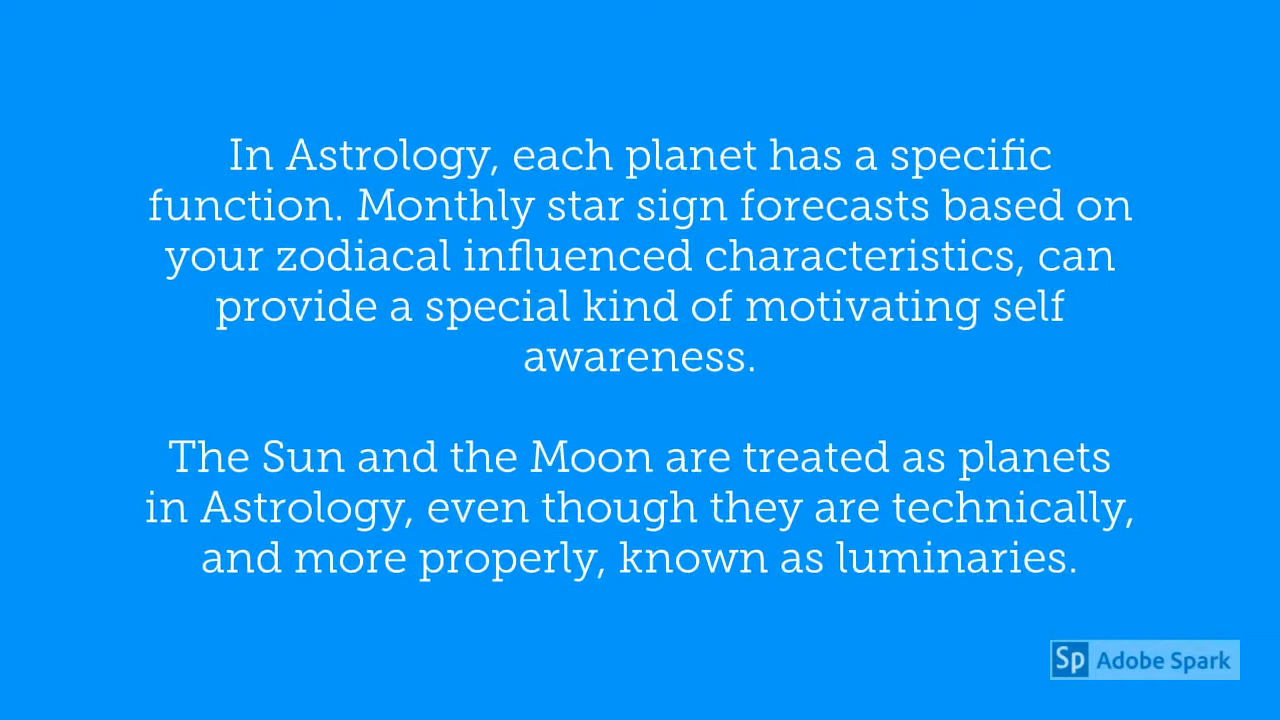 In Astrology, each planet has a specific
function. Monthly star sign forecasts based on
your zodiacal influenced characteristics, can
provide a special kind of motivating self
awareness.
The Sun and the Moon are treated as planets
in Astrology, even though they are technically,
and more properly, known as luminaries.
Sp Adobe Spark